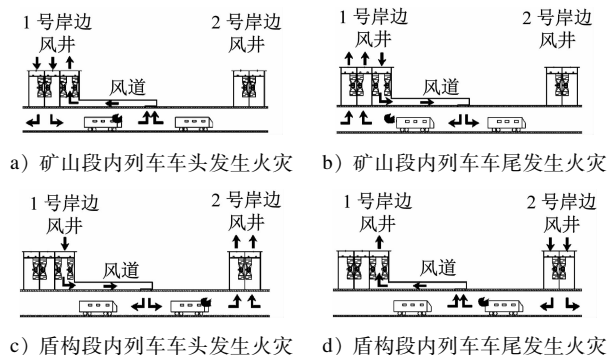 1 号岸边
风井
2 号岸边
风井
风道
a）矿山段内列车车头发生火灾
1 号岸边
风井
2 号岸边
风井
风道
b）矿山段内列车车尾发生火灾
1 号岸边
风井
2 号岸边
风井
风道
c）盾构段内列车车头发生火灾
1 号岸边
风井
2 号岸边
风井
风道
d）盾构段内列车车尾发生火灾